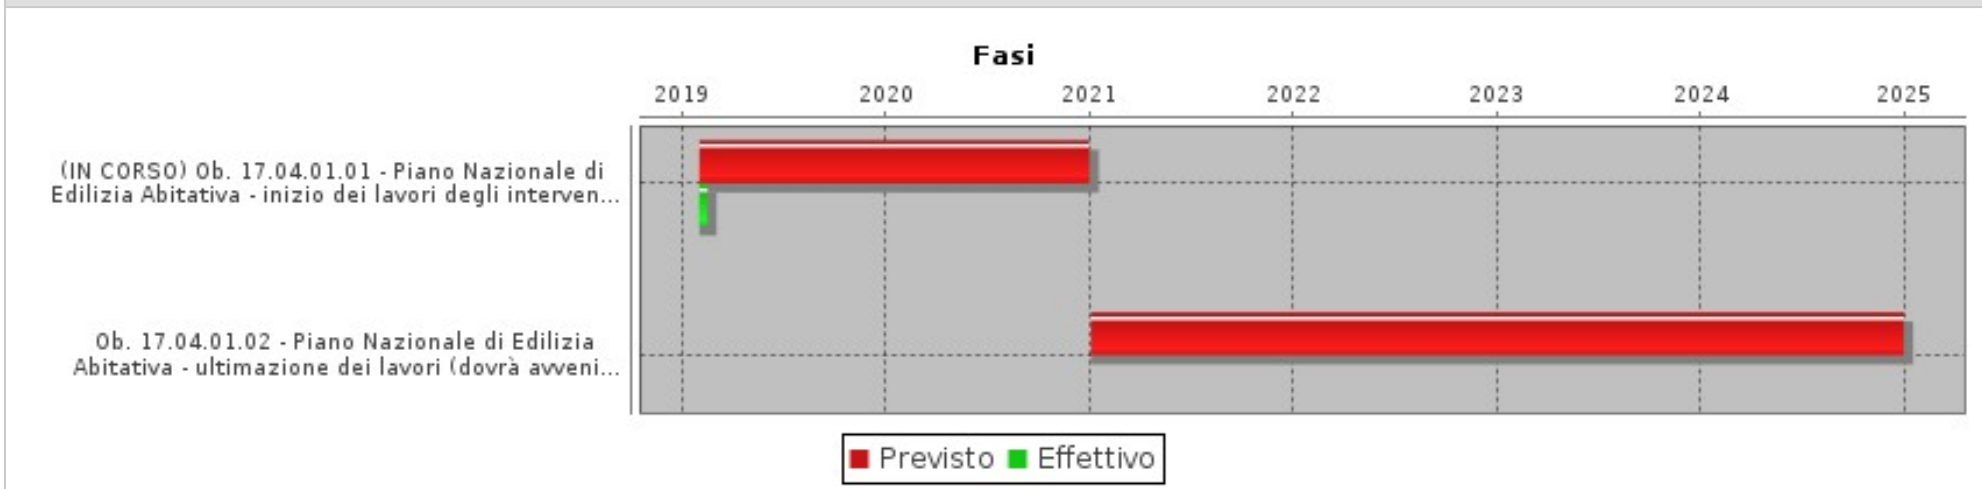 Fasi
2019 2020 2021 2022 2023 2024 2025
(IN CORSO) Ob. 17.04.01.01 - Piano Nazionale di
Edilizia Abitativa - inizio dei lavori degli interven...
Ob. 17.04.01.02 - Piano Nazionale di Edilizia
Abitativa - ultimazione dei lavori (dovrà avveni...
Previsto Effettivo